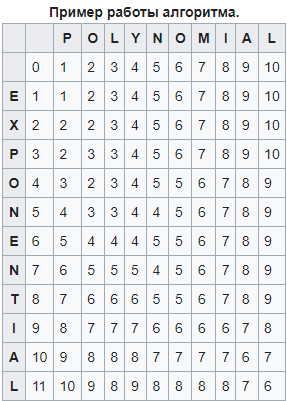 Пример работы алгоритма.
P O L Y N O M I A L
0 1 2 3 4 5 6 7 8 9 10
E 1 1 2 3 4 5 6 7 8 9 10
X 2 2 2 3 4 5 6 7 8 9 10
P 3 2 3 3 4 5 6 7 8 9 10
O 4 3 2 3 4 5 5 6 7 8 9
N 5 4 3 3 4 4 5 6 7 8 9
E 6 5 4 4 4 5 5 6 7 8 9
N 7 6 5 5 5 4 5 6 7 8 9
T 8 7 6 6 6 5 5 6 7 8 9
I 9 8 7 7 7 6 6 6 6 7 8
A 10 9 8 8 8 7 7 7 7 6 7
L 11 10 9 8 9 8 8 8 8 7 6